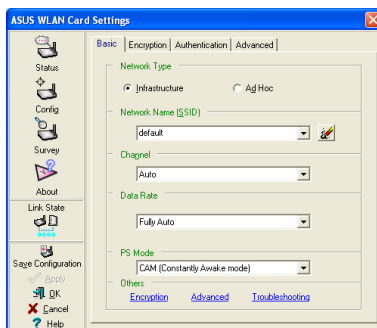 ASUS WLAN Card Settings
Status
Config
Survey
About
Link State
Save Configuration
Apply
OK
Cancel
Help
Basic Encryption Authentication Advanced
Network Type
Infrastructure Ad Hoc
Network Name (SSID)
default
Channel
Auto
Data Rate
Fully Auto
PS Mode
CAM (Constantly Awake mode)
Others
Encryption Advanced Troubleshooting